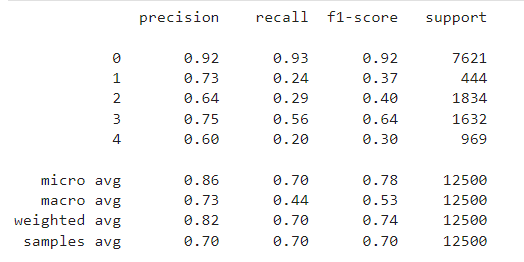 precision recall f1-score support
0 0.92 0.93 0.92 7621
1 0.73 0.24 0.37 444
2 0.64 0.29 0.40 1834
3 0.75 0.56 0.64 1632
4 0.60 0.20 0.30 969
micro avg 0.86 0.70 0.78 12500
macro avg 0.73 0.44 0.53 12500
weighted avg 0.82 0.70 0.74 12500
samples avg 0.70 0.70 0.70 12500